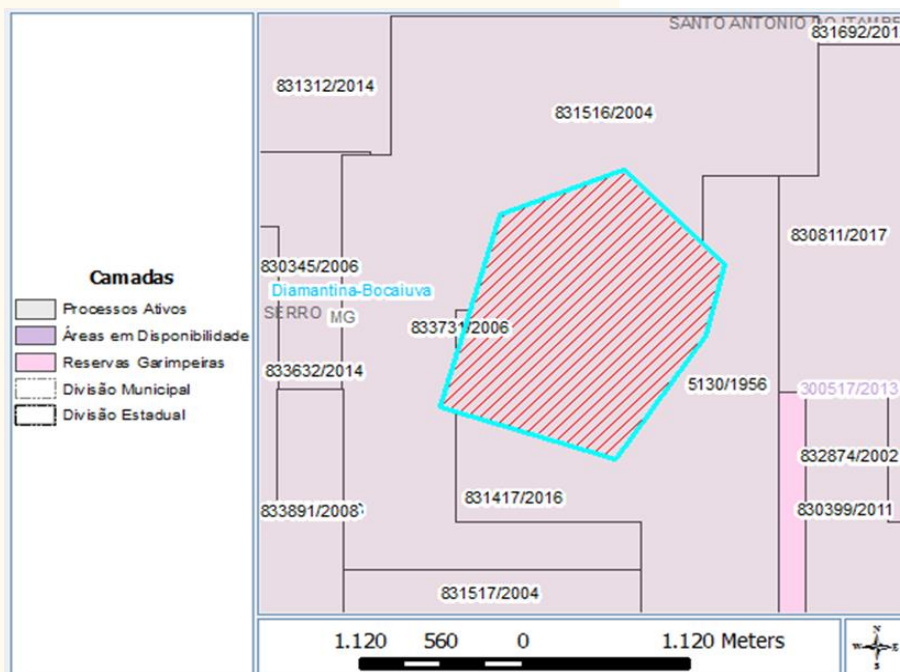 Camadas
Processos Ativos
Áreas em Disponibilidade
Reservas Garimpeiras
Divisão Municipal
Divisão Estadual
SANTO ANTONIO DO ITAMBE
831692/201
831312/2014
831516/2004
830811/2017
830345/2006
Diamantina-Bocaiuva
SERRO MG
833731/2006
833632/2014
5130/1956
300517/2013
832874/2002
831417/2016
833891/2008
830399/2011
831517/2004
1.120 560 0 1.120 Meters
N
W E
S